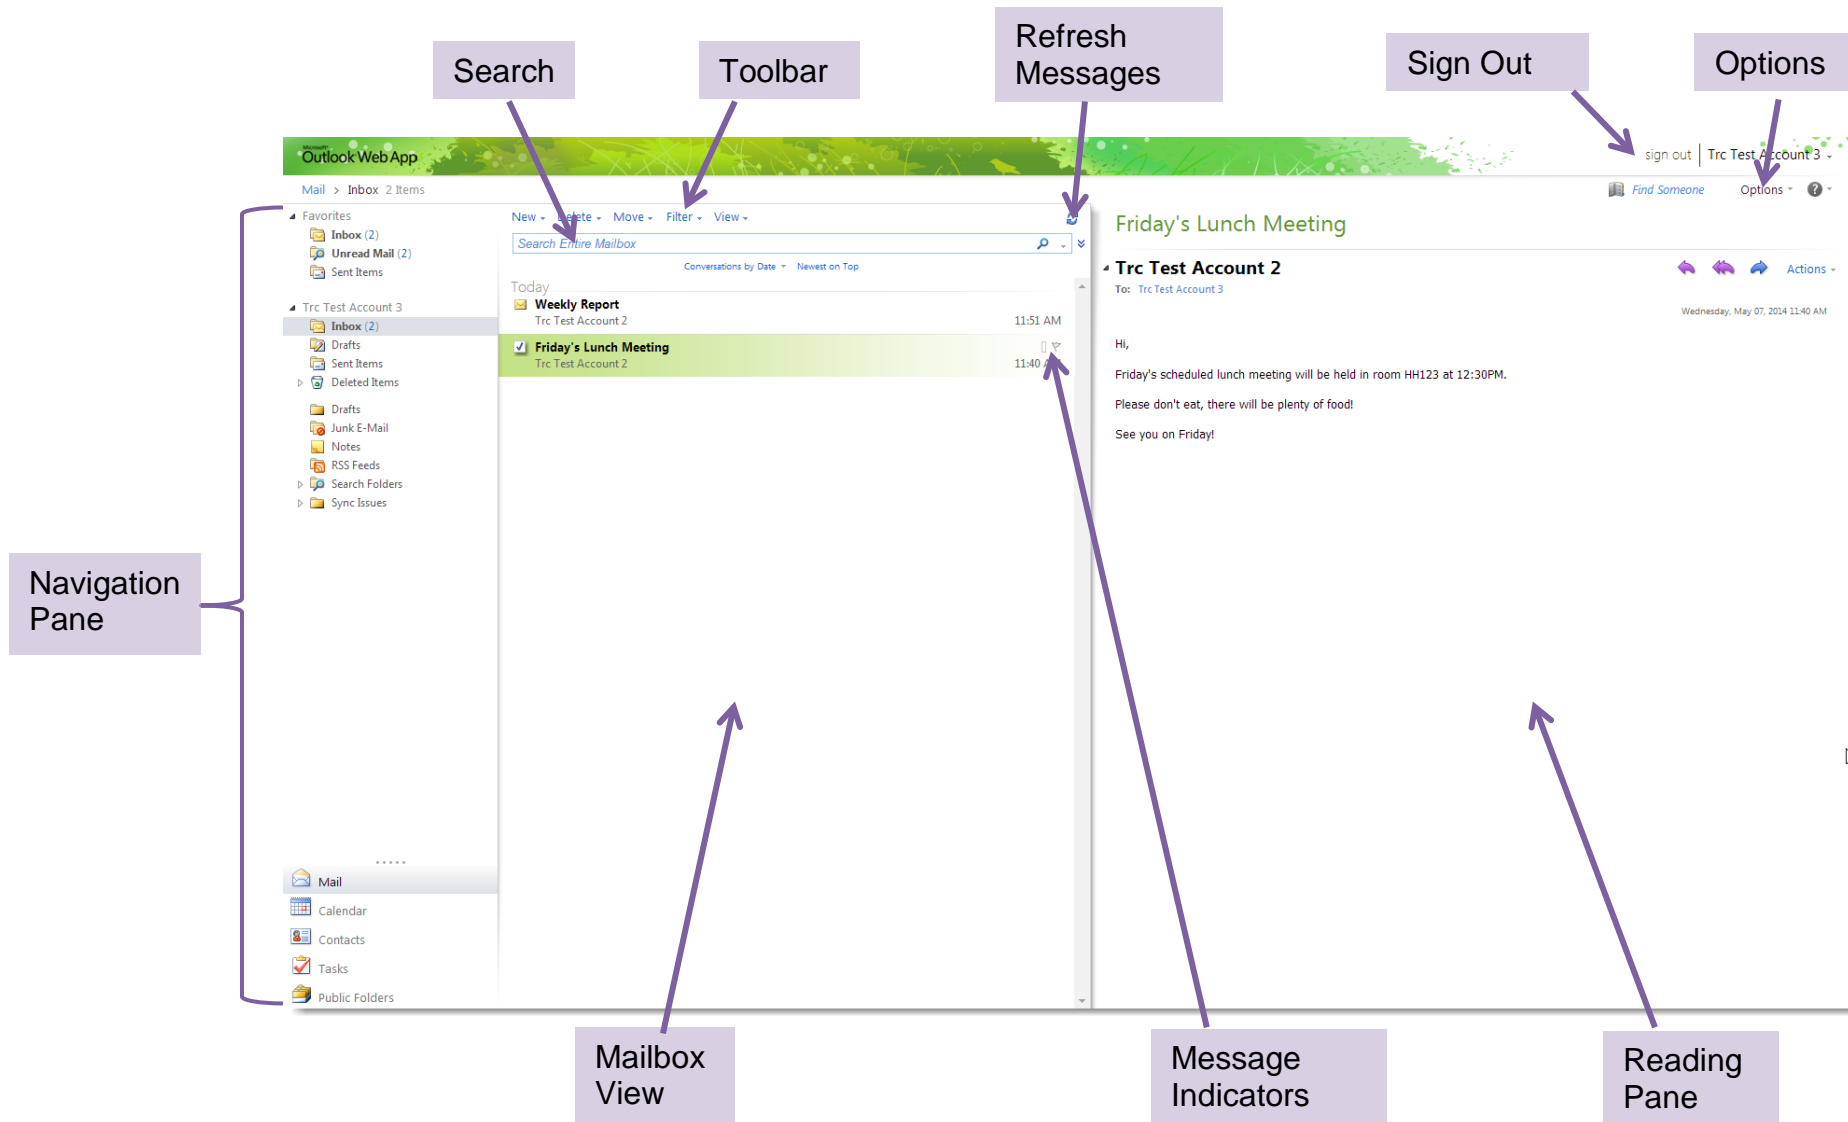 Refresh
Messages
Search
Toolbar
Sign Out
Options
Microsoft
Outlook Web App
sign out
Trc Test Account 3
Mail > Inbox 2 Items
Find Someone
Options
Favorites
Inbox (2)
Unread Mail (2)
Sent Items
Trc Test Account 3
Inbox (2)
Drafts
Sent Items
Deleted Items
Drafts
Junk E-Mail
Notes
RSS Feeds
Search Folders
Sync Issues
Navigation
Pane
Mail
Calendar
Contacts
Tasks
Public Folders
New Delete Move Filter View
Search Entire Mailbox
Conversations by Date Newest on Top
Today
Weekly Report
Trc Test Account 2 11:51 AM
Friday's Lunch Meeting
Trc Test Account 2 11:40 AM
Friday's Lunch Meeting
Trc Test Account 2
Actions
To: Trc Test Account 3
Wednesday, May 07, 2014 11:40 AM
Hi,
Friday's scheduled lunch meeting will be held in room HH123 at 12:30PM.
Please don't eat, there will be plenty of food!
See you on Friday!
Mailbox
View
Message
Indicators
Reading
Pane